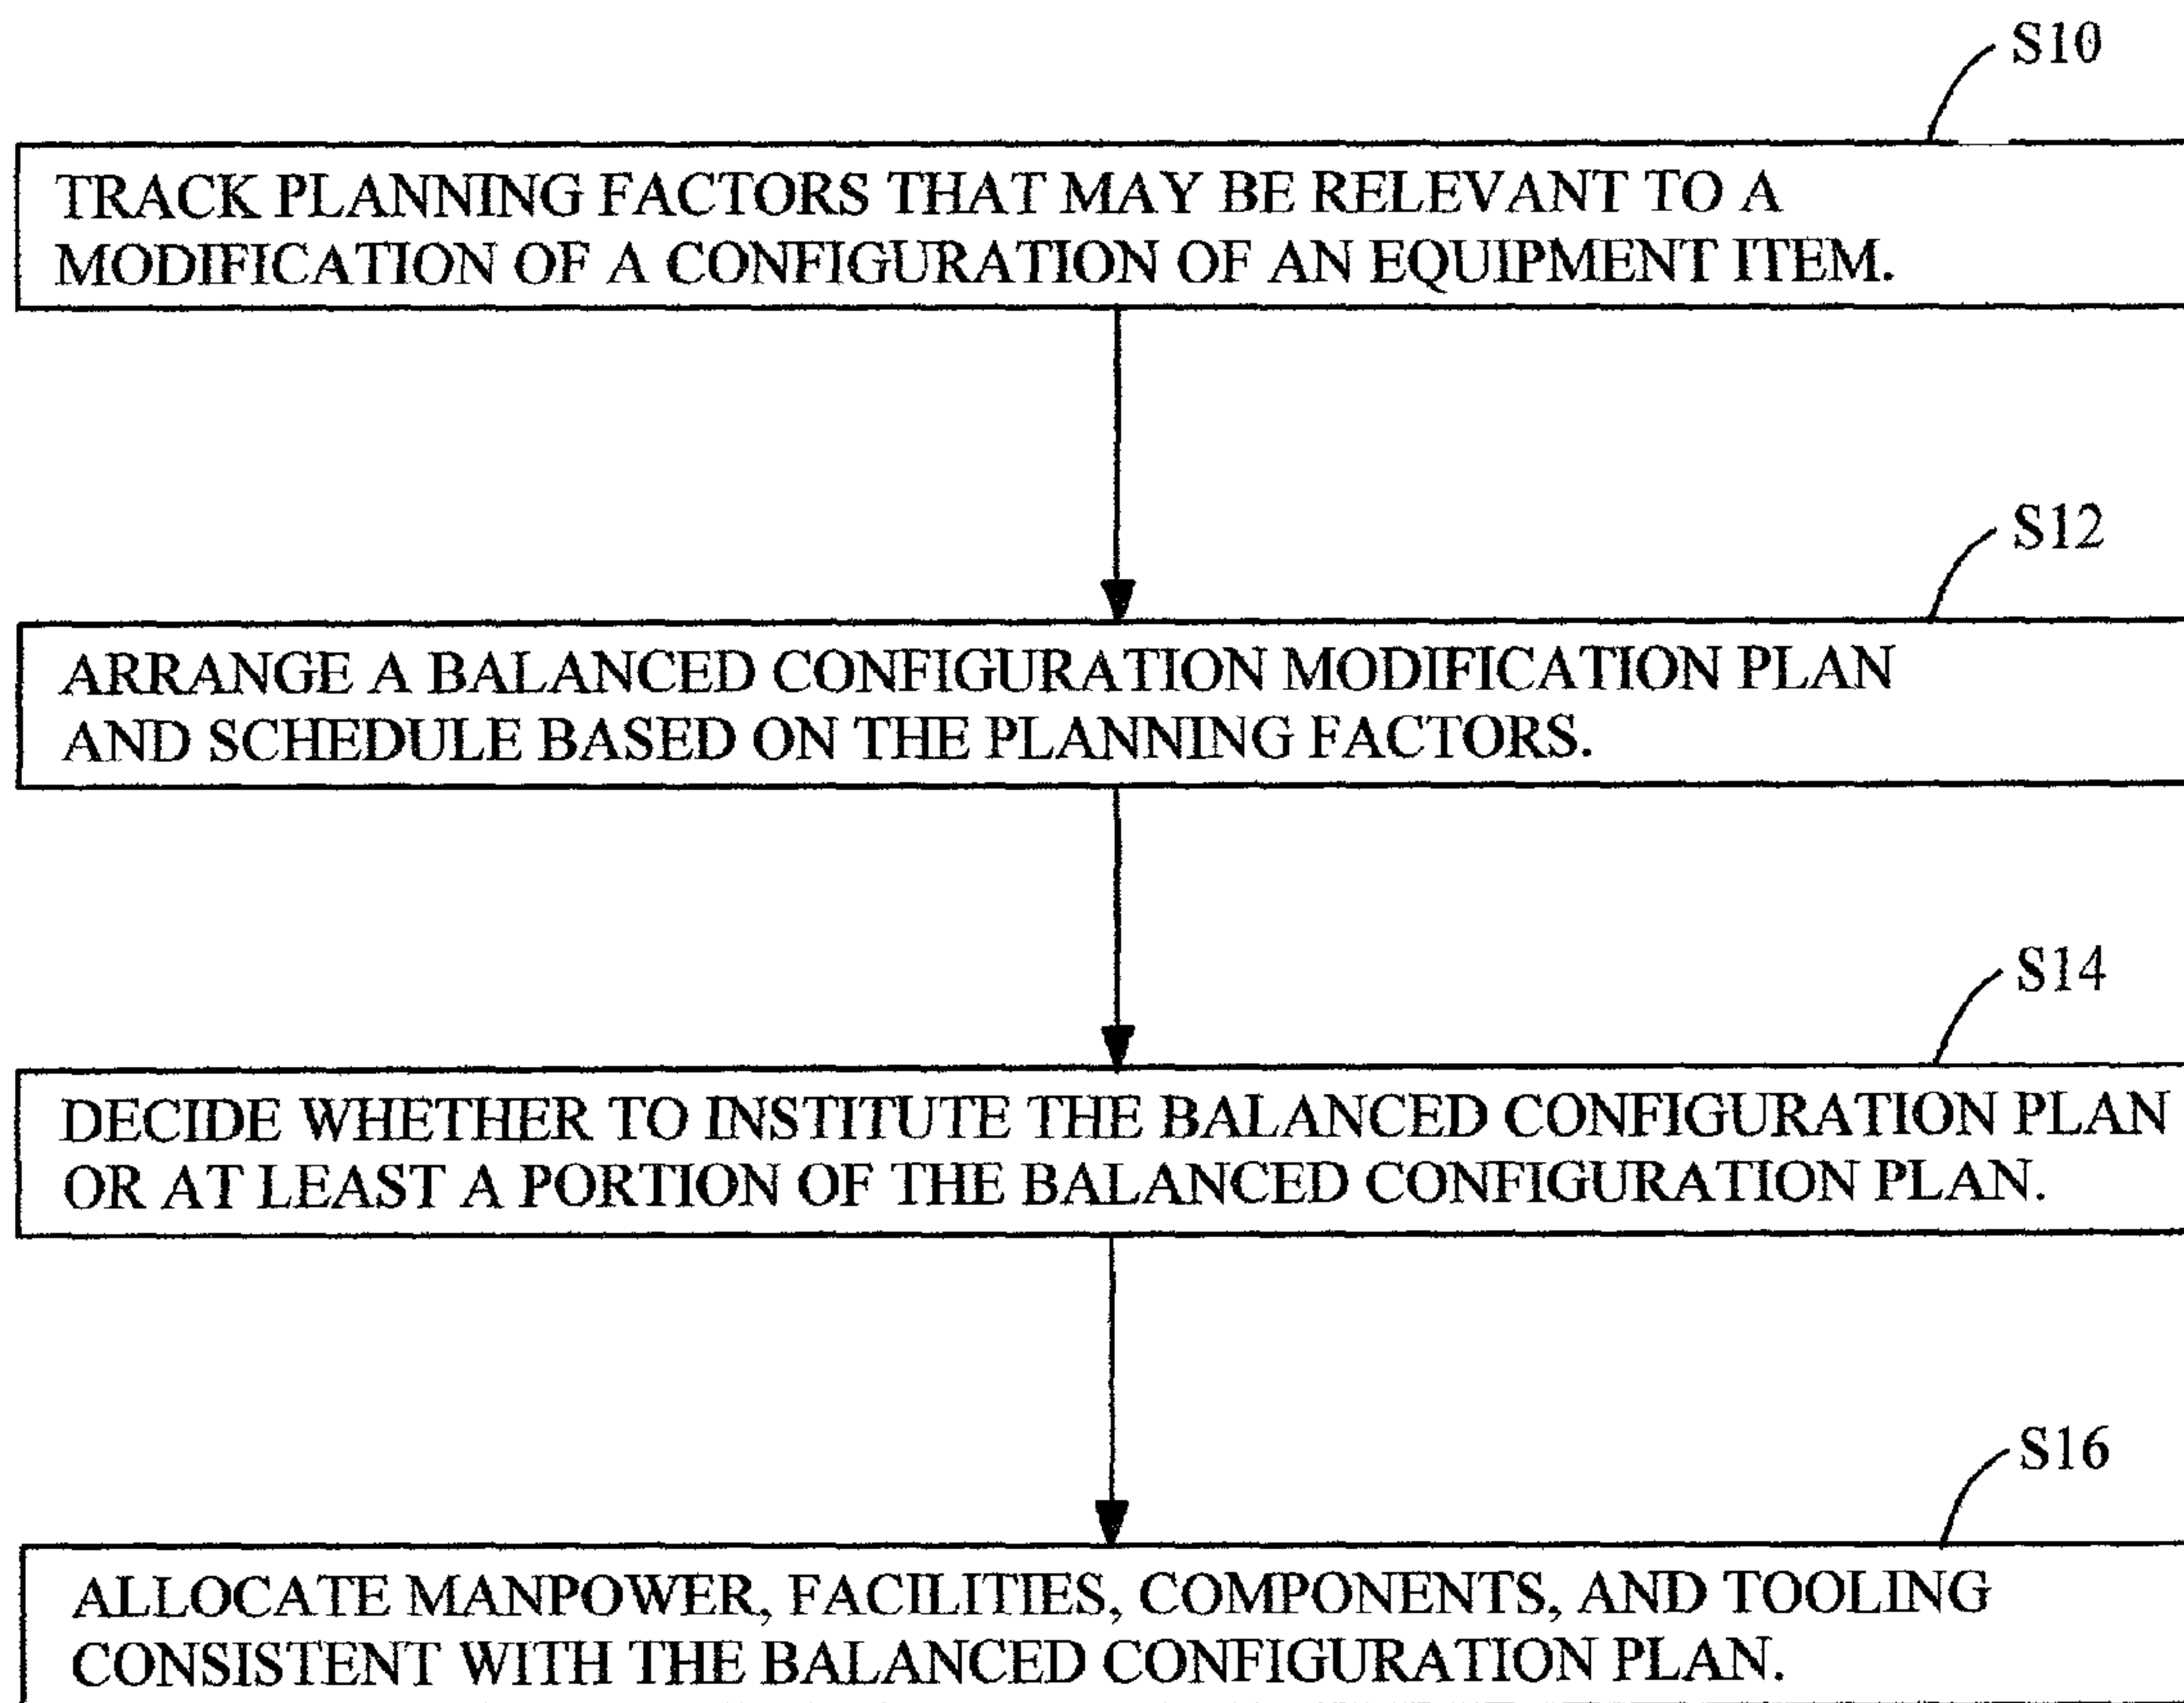 S10
TRACK PLANNING FACTORS THAT MAY BE RELEVANT TO A
MODIFICATION OF A CONFIGURATION OF AN EQUIPMENT ITEM.
S12
ARRANGE A BALANCED CONFIGURATION MODIFICATION PLAN
AND SCHEDULE BASED ON THE PLANNING FACTORS.
S14
DECIDE WHETHER TO INSTITUTE THE BALANCED CONFIGURATION PLAN
OR AT LEAST A PORTION OF THE BALANCED CONFIGURATION PLAN.
S16
ALLOCATE MANPOWER, FACILITIES, COMPONENTS, AND TOOLING
CONSISTENT WITH THE BALANCED CONFIGURATION PLAN.